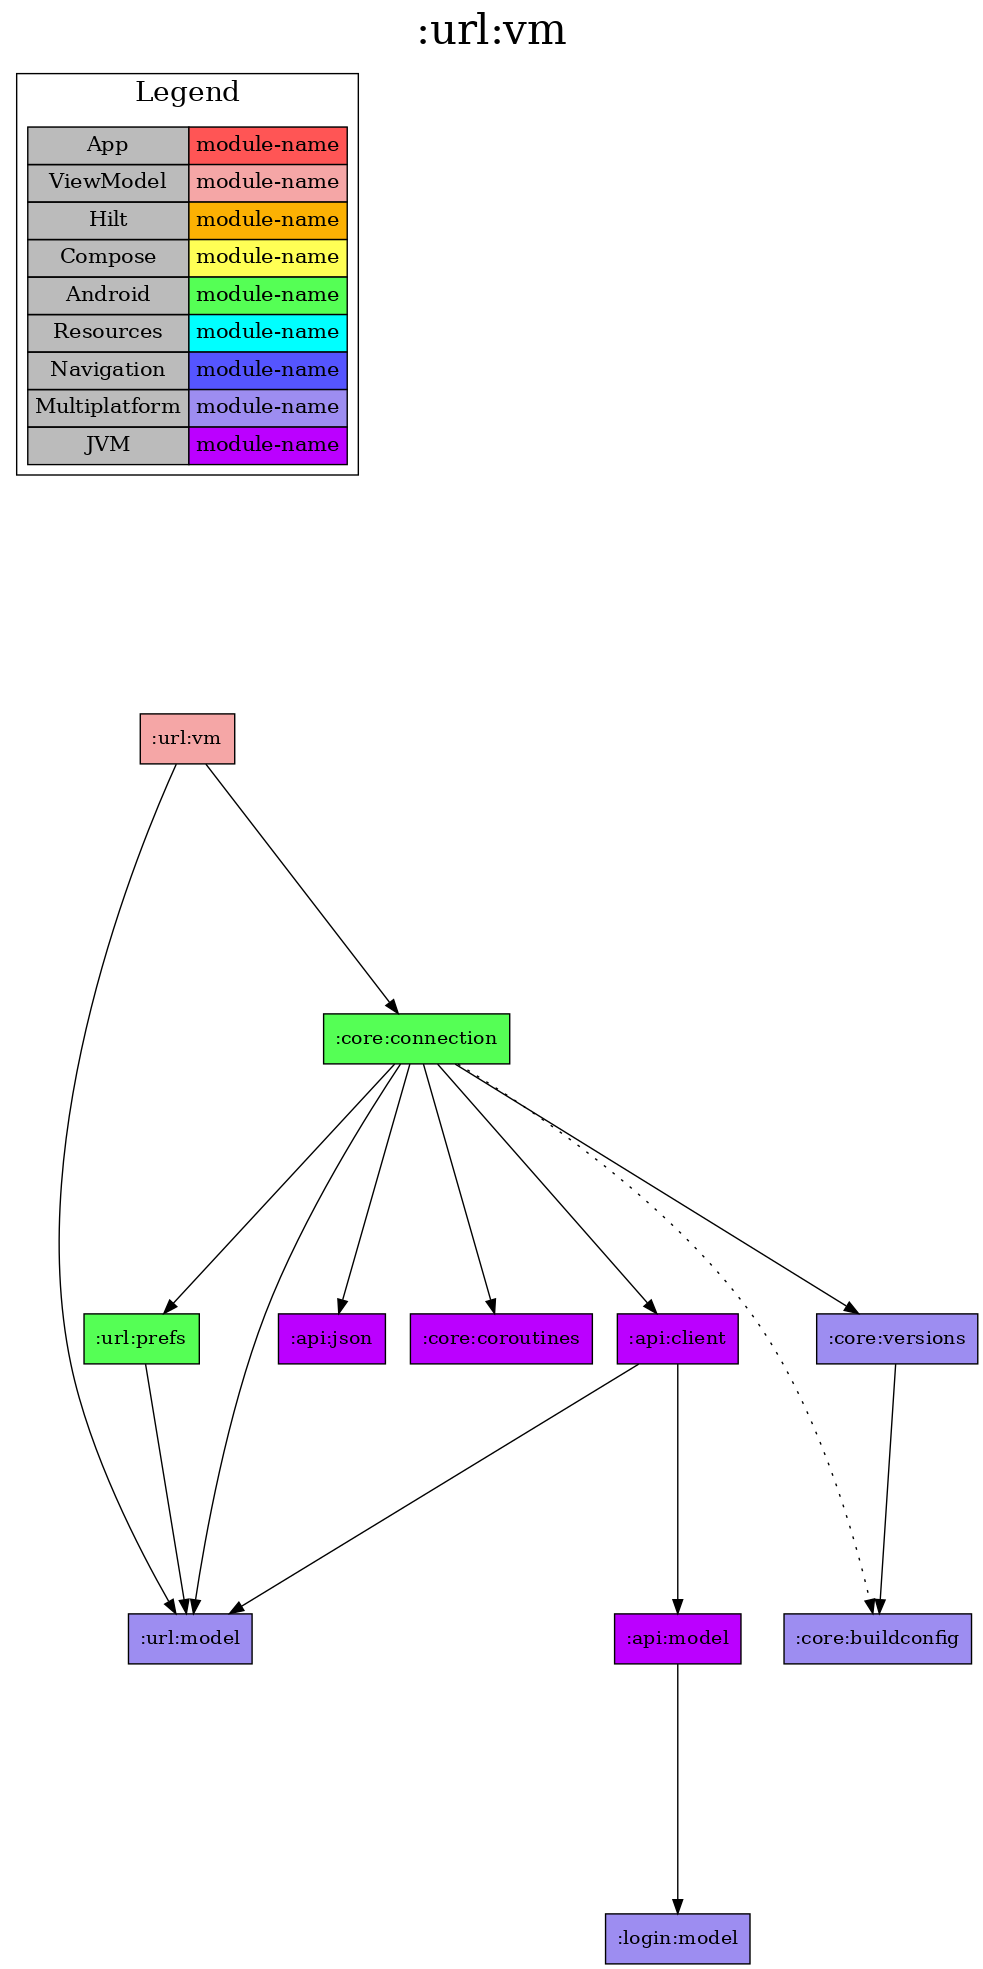 :url:vm
Legend
App module-name
ViewModel module-name
Hilt module-name
Compose module-name
Android module-name
Resources module-name
Navigation module-name
Multiplatform module-name
JVM module-name
:url:vm
:core:connection
:url:prefs
:api:json
:core:coroutines
:api:client
:core:versions
:url:model
:api:model
:core:buildconfig
:login:model